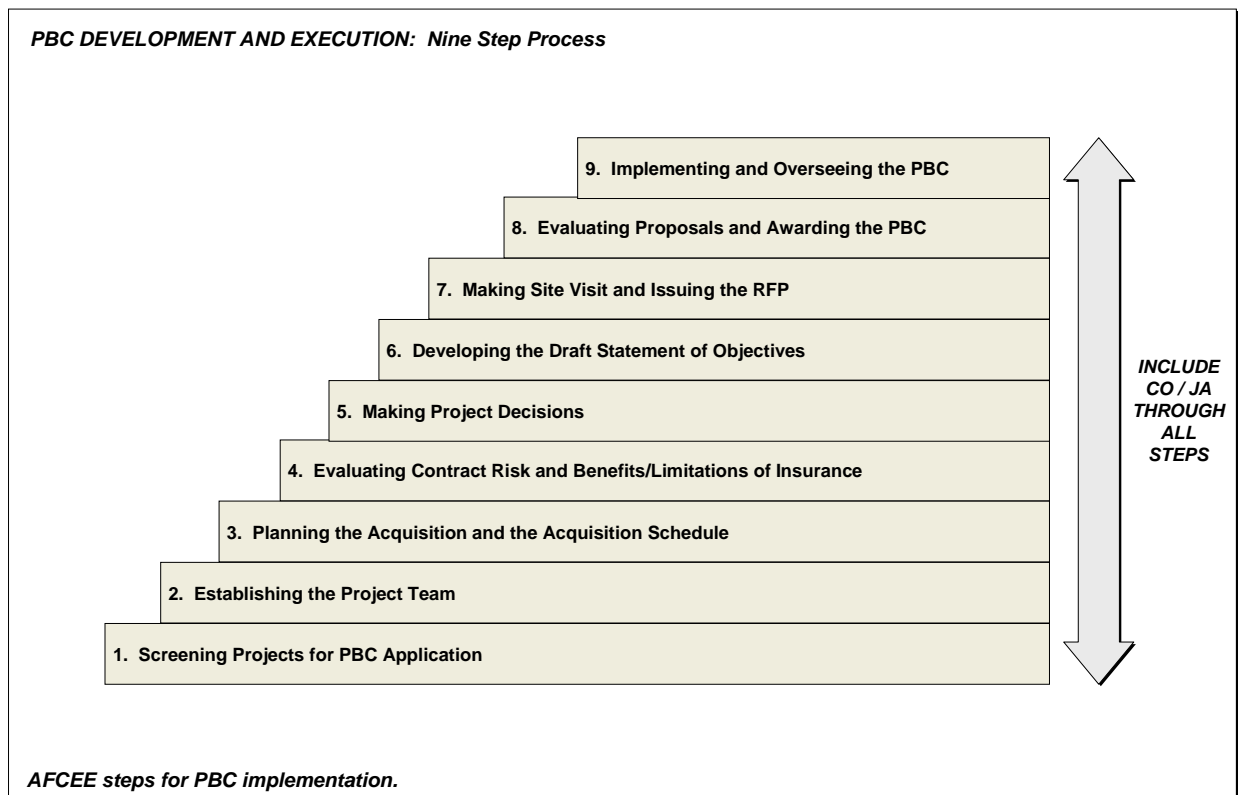 PBC DEVELOPMENT AND EXECUTION: Nine Step Process
9. Implementing and Overseeing the PBC
8. Evaluating Proposals and Awarding the PBC
7. Making Site Visit and Issuing the RFP
6. Developing the Draft Statement of Objectives
5. Making Project Decisions
4. Evaluating Contract Risk and Benefits/Limitations of Insurance
3. Planning the Acquisition and the Acquisition Schedule
2. Establishing the Project Team
1. Screening Projects for PBC Application
INCLUDE
CO / JA
THROUGH
ALL
STEPS
AFCEE steps for PBC implementation.